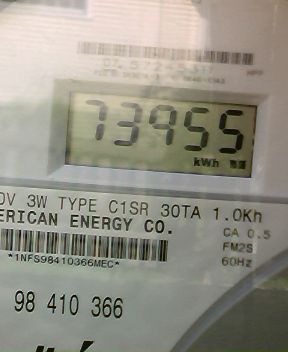 73955
kWh
0V 3W TYPE C1SR 30TA 1.0Kh
ERICAN ENERGY CO.
CA 0.5
FM2S
60Hz
*1NFS98410366MEC*
98 410 366